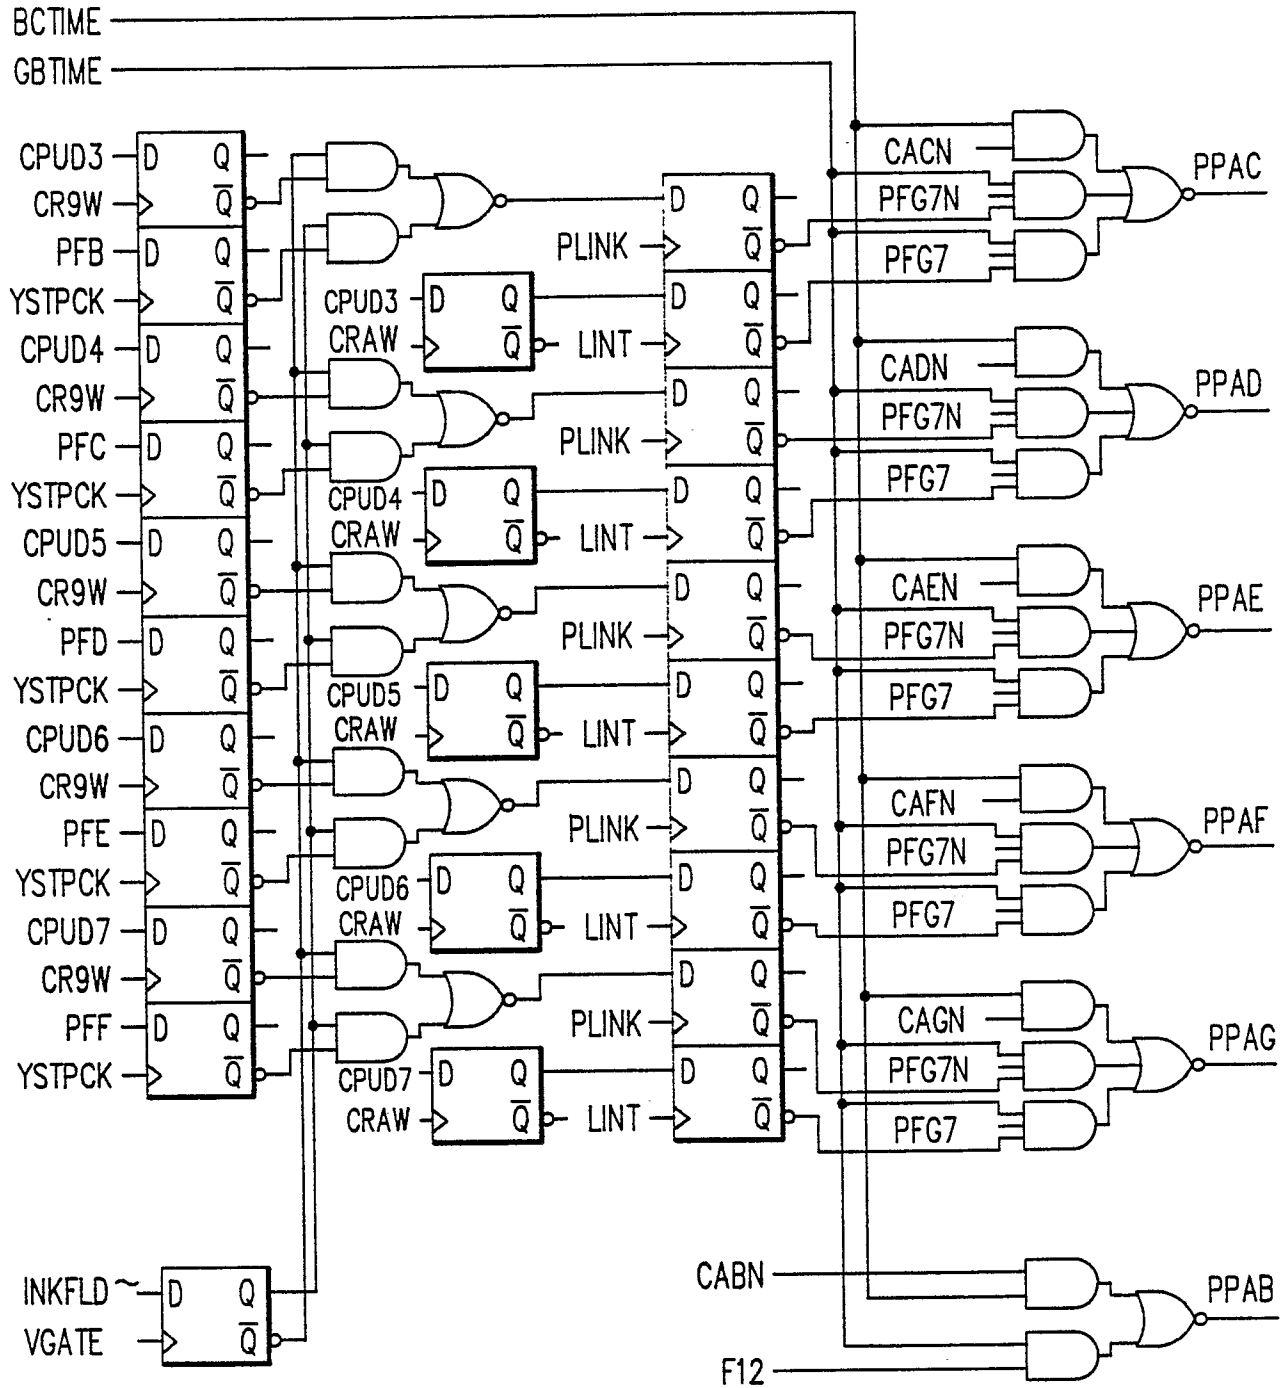 BCTIME
GBTIME
CPUD3 D Q
CR9W Q̅
PFB D Q
YSTPCK Q̅
CPUD4 D Q
CR9W Q̅
PFC D Q
YSTPCK Q̅
CPUD5 D Q
CR9W Q̅
PFD D Q
YSTPCK Q̅
CPUD6 D Q
CR9W Q̅
PFE D Q
YSTPCK Q̅
CPUD7 D Q
CR9W Q̅
PFF D Q
YSTPCK Q̅
INKFLD~ D Q
VGATE Q̅
CPUD3 D Q
CRAW Q̅
CPUD4 D Q
CRAW Q̅
CPUD5 D Q
CRAW Q̅
CPUD6 D Q
CRAW Q̅
CPUD7 D Q
CRAW Q̅
D Q
PLINK Q̅
D Q
LINT Q̅
D Q
PLINK Q̅
D Q
LINT Q̅
D Q
PLINK Q̅
D Q
LINT Q̅
D Q
PLINK Q̅
D Q
LINT Q̅
D Q
PLINK Q̅
D Q
LINT Q̅
CACN
PFG7N
PFG7
PPAC
CADN
PFG7N
PFG7
PPAD
CAEN
PFG7N
PFG7
PPAE
CAFN
PFG7N
PFG7
PPAF
CAGN
PFG7N
PFG7
PPAG
CABN
F12
PPAB